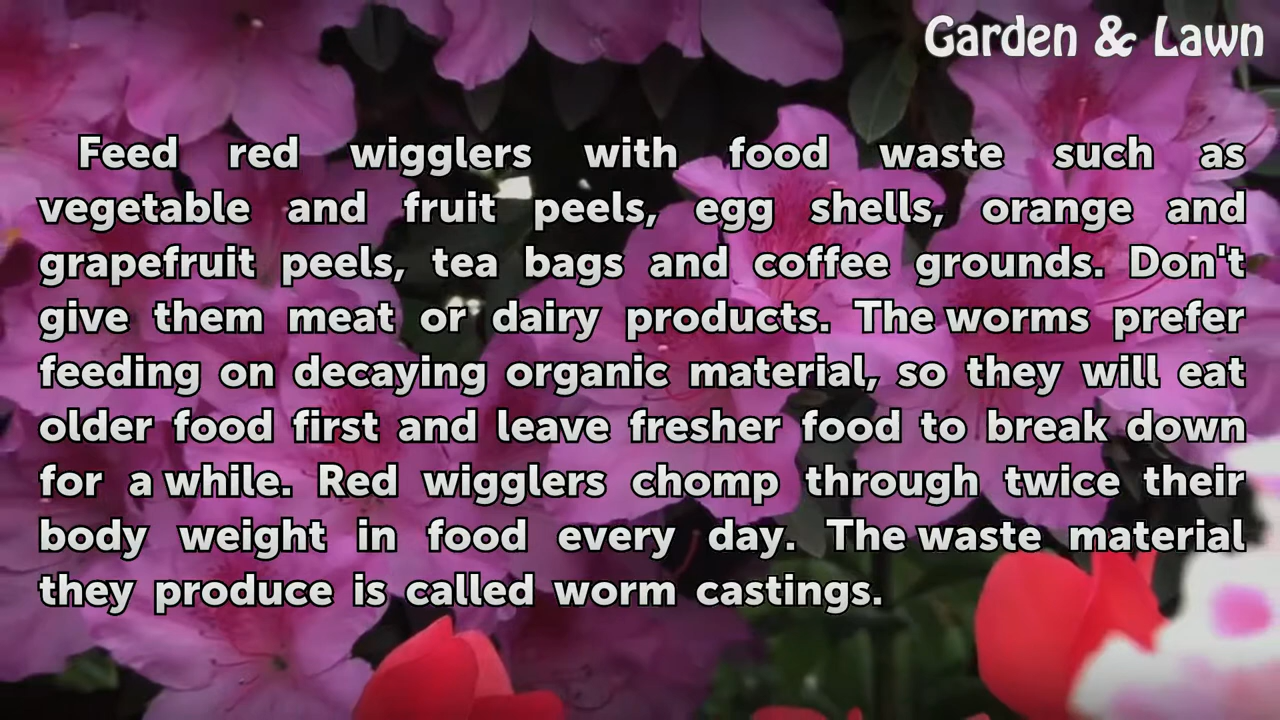 Garden & Lawn
Feed red wigglers with food waste such as
vegetable and fruit peels, egg shells, orange and
grapefruit peels, tea bags and coffee grounds. Don't
give them meat or dairy products. The worms prefer
feeding on decaying organic material, so they will eat
older food first and leave fresher food to break down
for a while. Red wigglers chomp through twice their
body weight in food every day. The waste material
they produce is called worm castings.